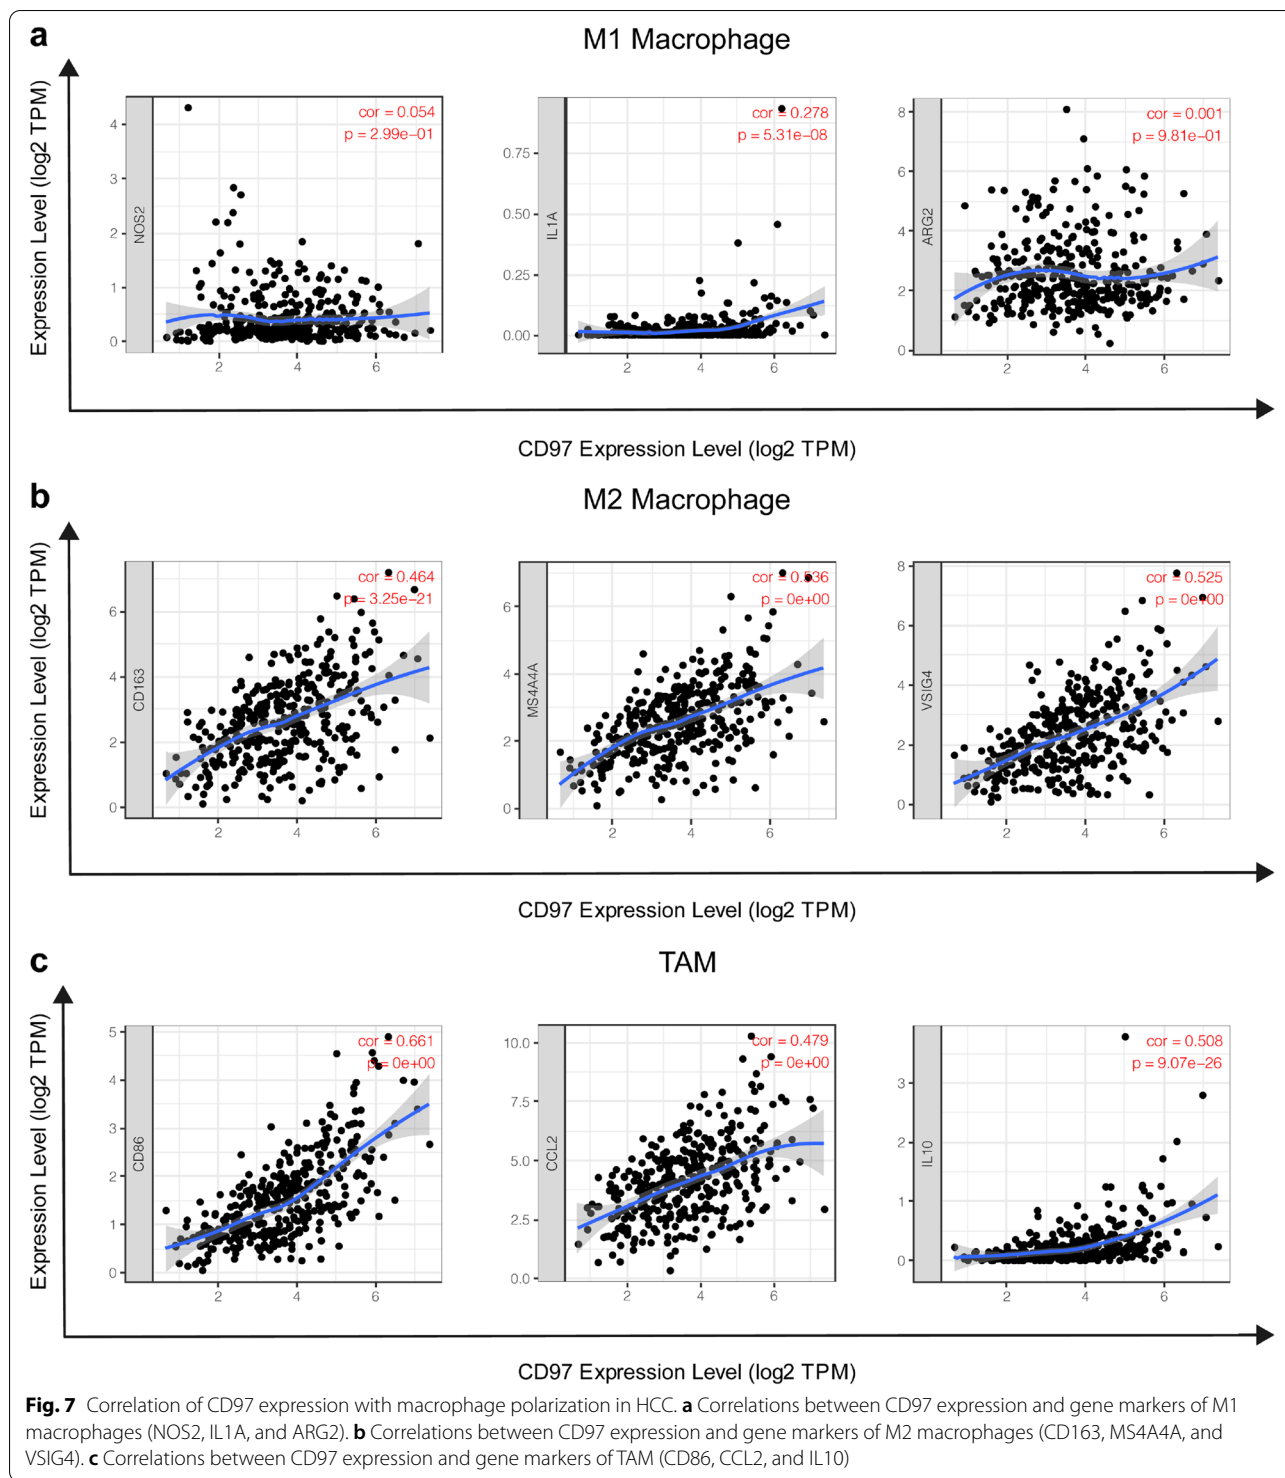 a
M1 Macrophage
Expression Level (log2 TPM)
NOS2
cor = 0.054
p = 2.99e−01
4
3
2
1
0
2 4 6
IL1A
cor = 0.278
p = 5.31e−08
0.75
0.50
0.25
0.00
2 4 6
ARG2
cor = 0.001
p = 9.81e−01
8
6
4
2
0
2 4 6
CD97 Expression Level (log2 TPM)
b
M2 Macrophage
Expression Level (log2 TPM)
CD163
cor = 0.464
p = 3.25e−21
6
4
2
0
2 4 6
MS4A4A
cor = 0.536
p = 0e+00
6
4
2
0
2 4 6
VSIG4
cor = 0.525
p = 0e+00
8
6
4
2
0
2 4 6
CD97 Expression Level (log2 TPM)
c
TAM
Expression Level (log2 TPM)
CD86
cor = 0.661
p = 0e+00
5
4
3
2
1
0
2 4 6
CCL2
cor = 0.479
p = 0e+00
10.0
7.5
5.0
2.5
0.0
2 4 6
IL10
cor = 0.508
p = 9.07e−26
3
2
1
0
2 4 6
CD97 Expression Level (log2 TPM)
Fig. 7 Correlation of CD97 expression with macrophage polarization in HCC. a Correlations between CD97 expression and gene markers of M1
macrophages (NOS2, IL1A, and ARG2). b Correlations between CD97 expression and gene markers of M2 macrophages (CD163, MS4A4A, and
VSIG4). c Correlations between CD97 expression and gene markers of TAM (CD86, CCL2, and IL10)